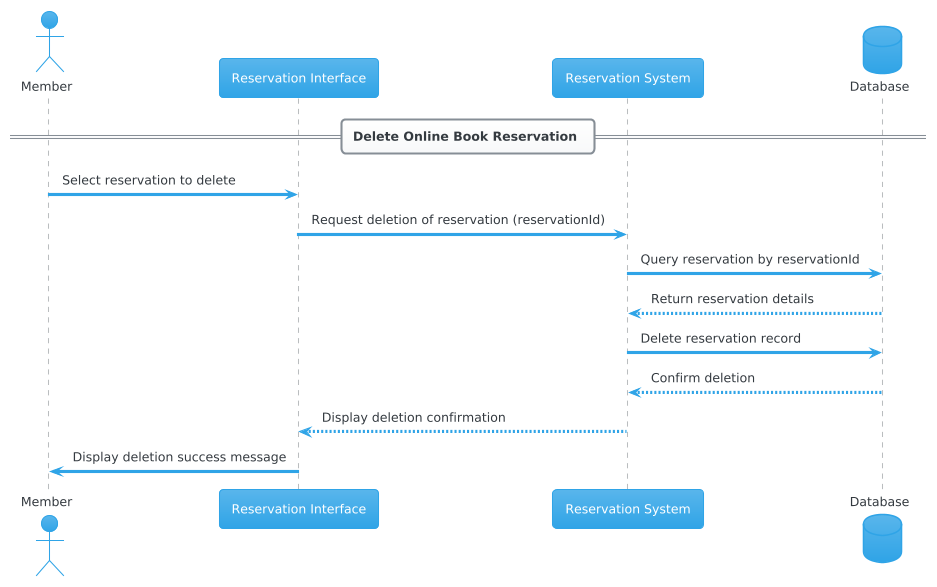 Member
Reservation Interface
Reservation System
Database
Delete Online Book Reservation
Select reservation to delete
Request deletion of reservation (reservationId)
Query reservation by reservationId
Return reservation details
Delete reservation record
Confirm deletion
Display deletion confirmation
Display deletion success message
Member
Reservation Interface
Reservation System
Database